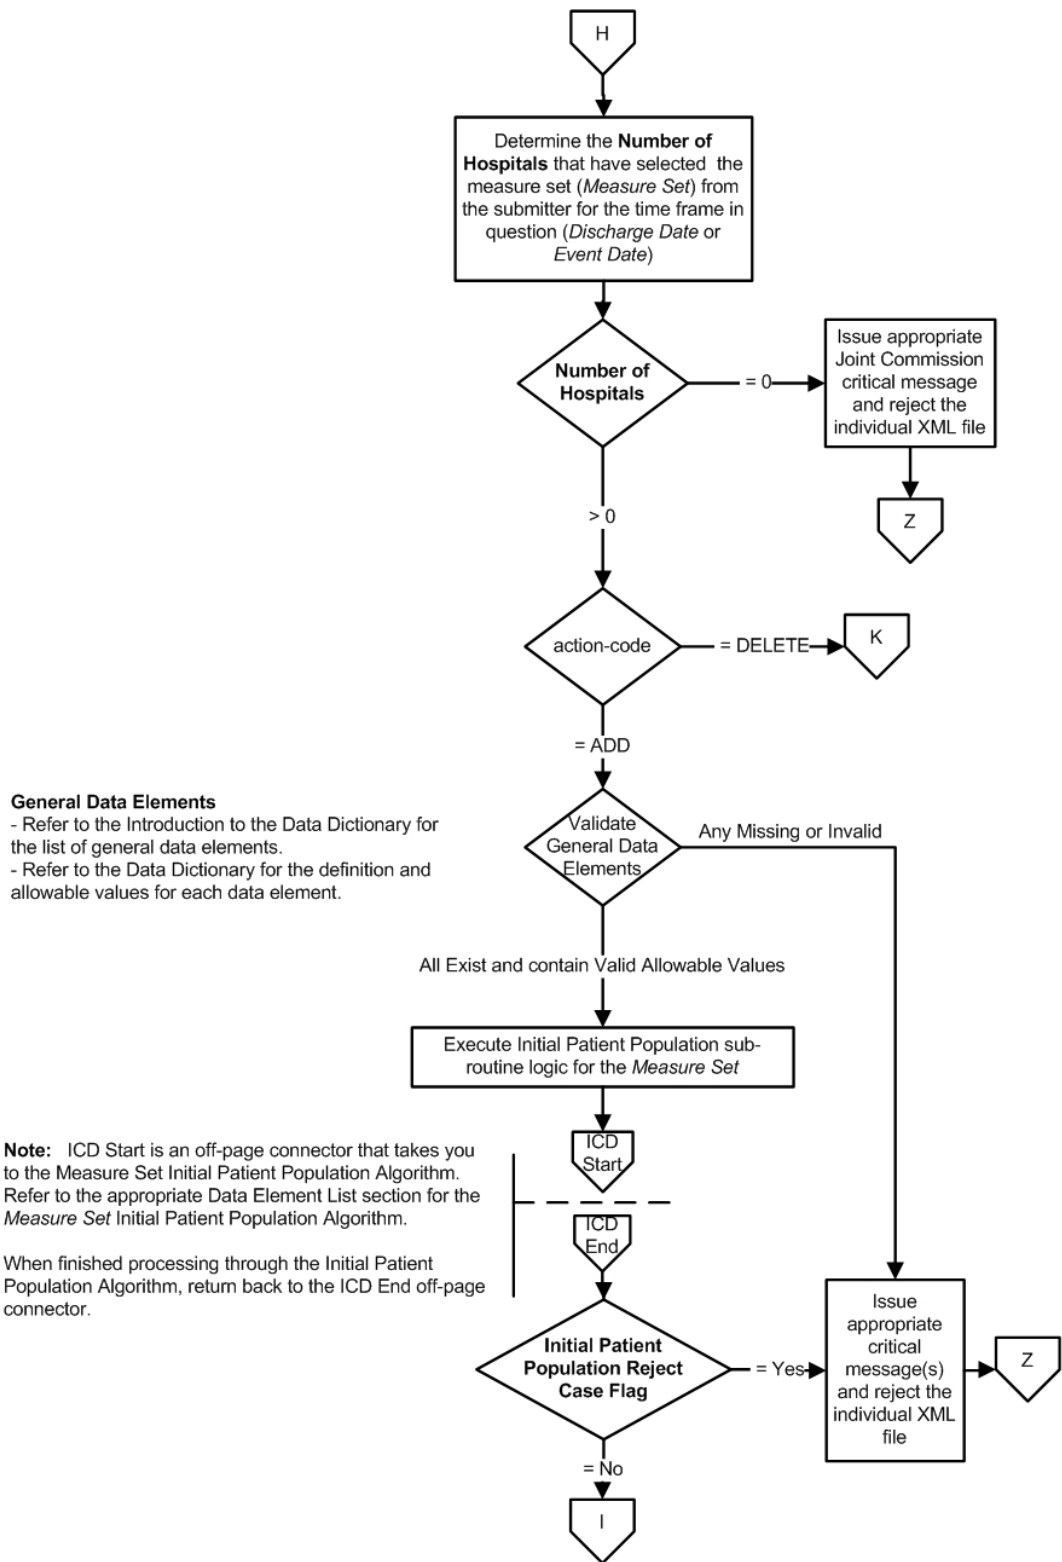 H
Determine the Number of
Hospitals that have selected the
measure set (Measure Set) from
the submitter for the time frame in
question (Discharge Date or
Event Date)
Number of
Hospitals
= 0
Issue appropriate
Joint Commission
critical message
and reject the
individual XML file
Z
> 0
action-code
= DELETE
K
= ADD
General Data Elements
- Refer to the Introduction to the Data Dictionary for
the list of general data elements.
- Refer to the Data Dictionary for the definition and
allowable values for each data element.
Validate
General Data
Elements
Any Missing or Invalid
All Exist and contain Valid Allowable Values
Execute Initial Patient Population sub-
routine logic for the Measure Set
Note: ICD Start is an off-page connector that takes you
to the Measure Set Initial Patient Population Algorithm.
Refer to the appropriate Data Element List section for the
Measure Set Initial Patient Population Algorithm.
When finished processing through the Initial Patient
Population Algorithm, return back to the ICD End off-page
connector.
ICD
Start
ICD
End
Initial Patient
Population Reject
Case Flag
= Yes
Issue
appropriate
critical
message(s)
and reject the
individual XML
file
Z
= No
I